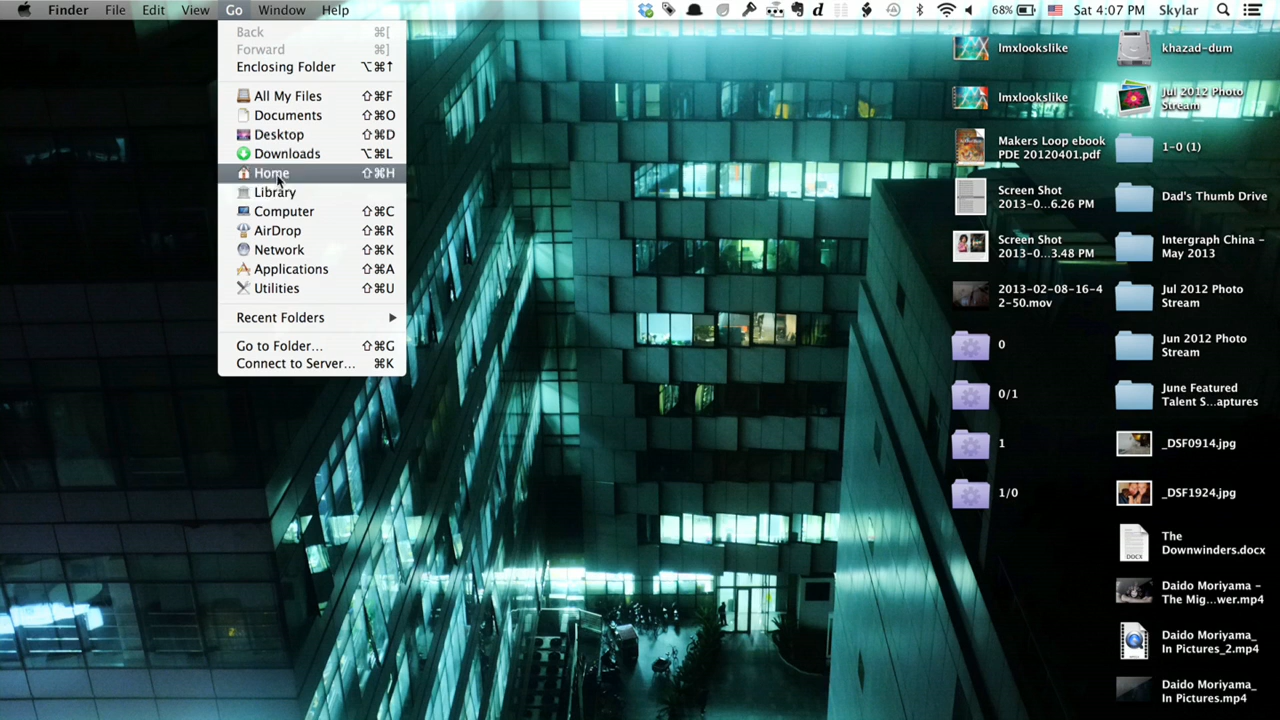 Finder File Edit View Go Window Help
68% Sat 4:07 PM Skylar
Back ⌘[
Forward ⌘]
Enclosing Folder ⌥⌘↑
All My Files ⇧⌘F
Documents ⇧⌘O
Desktop ⇧⌘D
Downloads ⌥⌘L
Home ⇧⌘H
Library
Computer ⇧⌘C
AirDrop ⇧⌘R
Network ⇧⌘K
Applications ⇧⌘A
Utilities ⇧⌘U
Recent Folders
Go to Folder... ⇧⌘G
Connect to Server... ⌘K
lmxlookslike
lmxlookslike
Makers Loop ebook
PDE 20120401.pdf
Screen Shot
2013-0...6.26 PM
Screen Shot
2013-0...3.48 PM
2013-02-08-16-4
2-50.mov
0
0/1
1
1/0
khazad-dum
Jul 2012 Photo
Stream
1-0 (1)
Dad's Thumb Drive
Intergraph China -
May 2013
Jul 2012 Photo
Stream
Jun 2012 Photo
Stream
June Featured
Talent S...aptures
_DSF0914.jpg
_DSF1924.jpg
The
Downwinders.docx
Daido Moriyama -
The Mig...wer.mp4
Daido Moriyama_
In Pictures_2.mp4
Daido Moriyama_
In Pictures.mp4